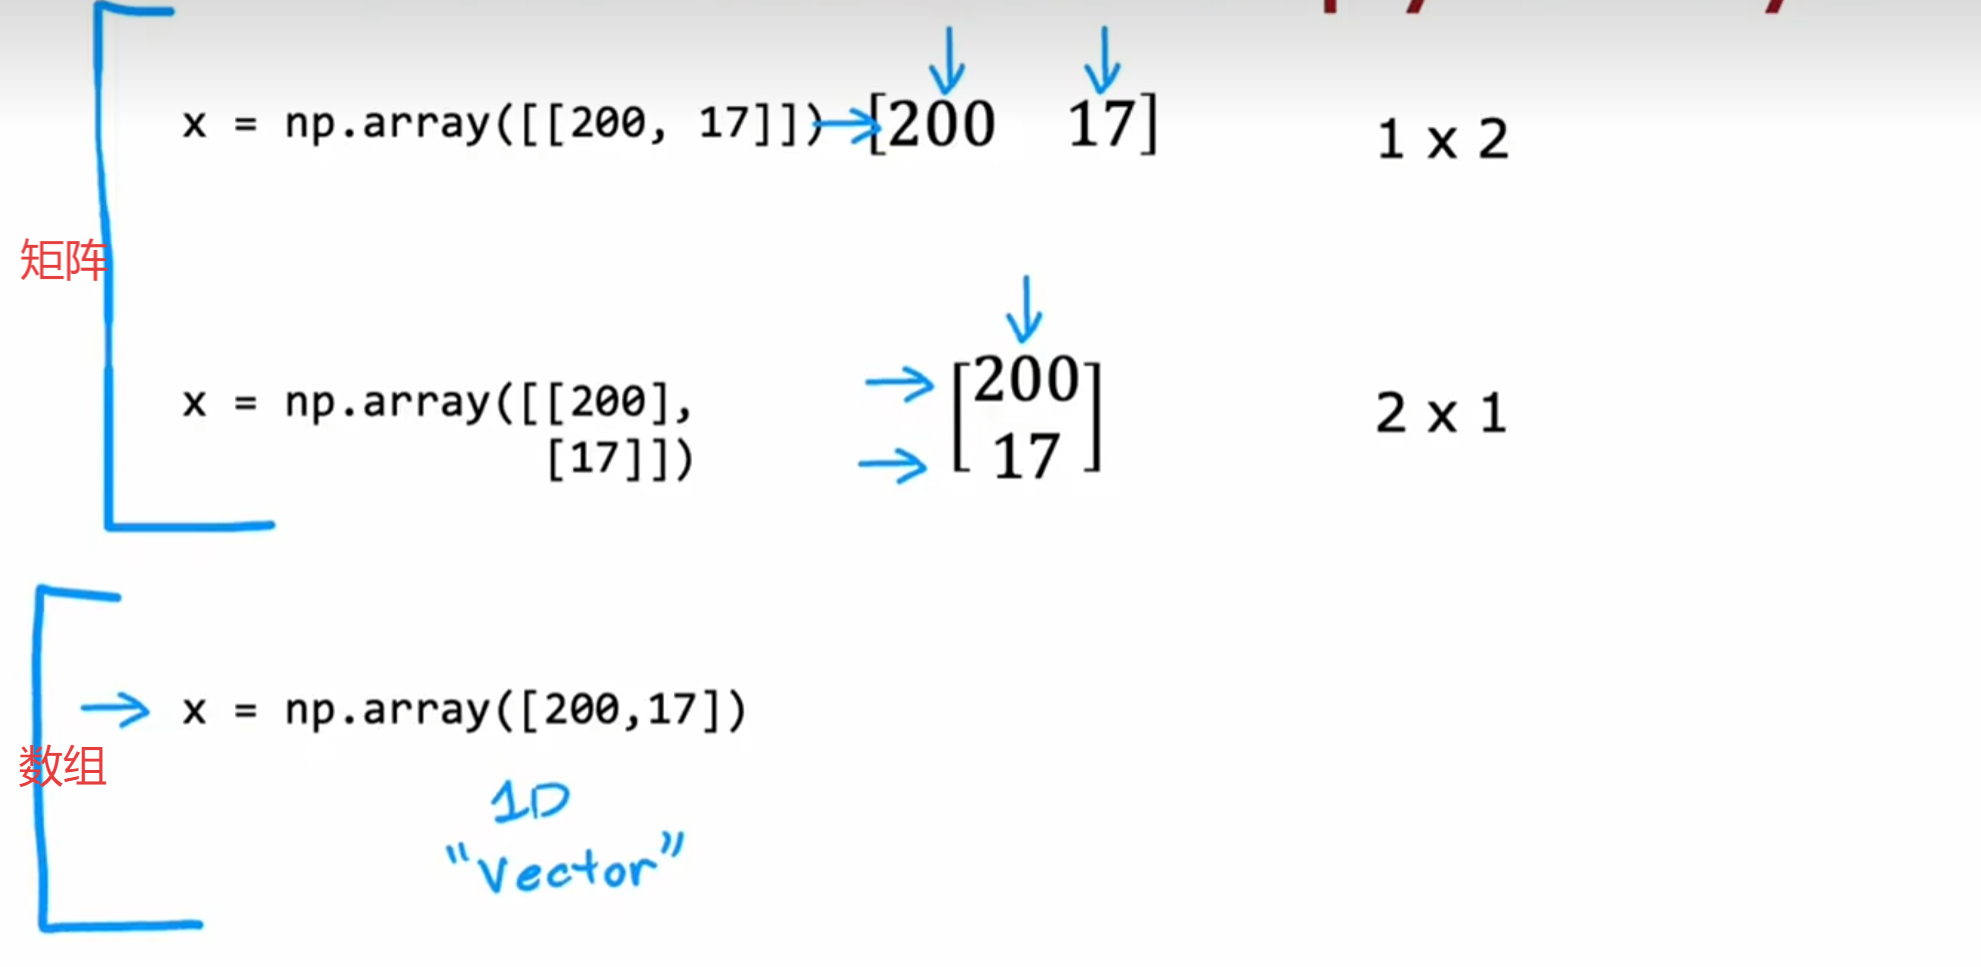 x = np.array([[200, 17]])
[200 17]
1 x 2
矩阵
x = np.array([[200],
[17]])
[200
17]
2 x 1
x = np.array([200,17])
数组
1D
"Vector"